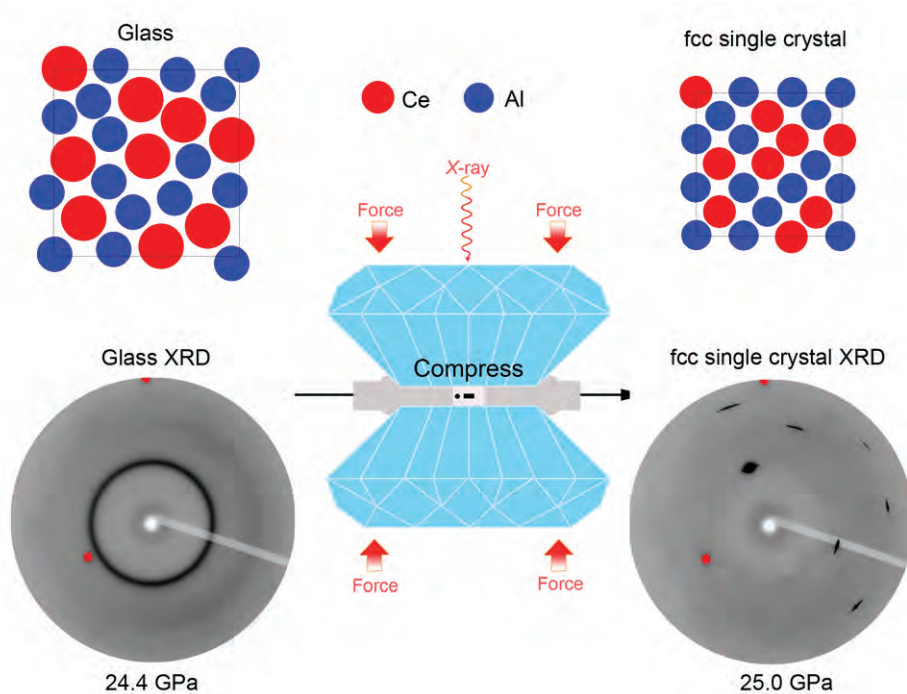 Glass
fcc single crystal
Ce
Al
X-ray
Force
Force
Compress
Glass XRD
fcc single crystal XRD
Force
Force
24.4 GPa
25.0 GPa